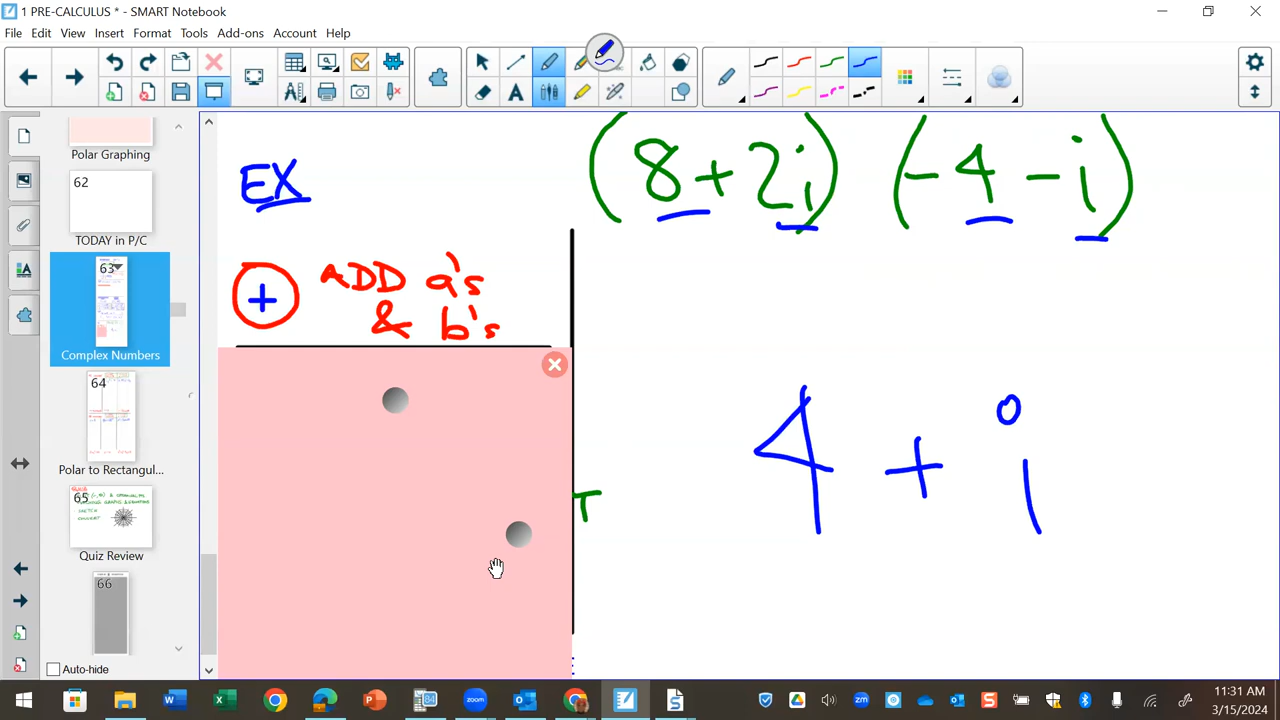 1 PRE-CALCULUS * - SMART Notebook
File Edit View Insert Format Tools Add-ons Account Help
Polar Graphing
62
TODAY in P/C
63
Complex Numbers
64
Polar to Rectangul...
65
Quiz Review
66
Auto-hide
EX
(8 + 2i) (-4 - i)
+ ADD a's
& b's
T
4 + i
11:31 AM
3/15/2024